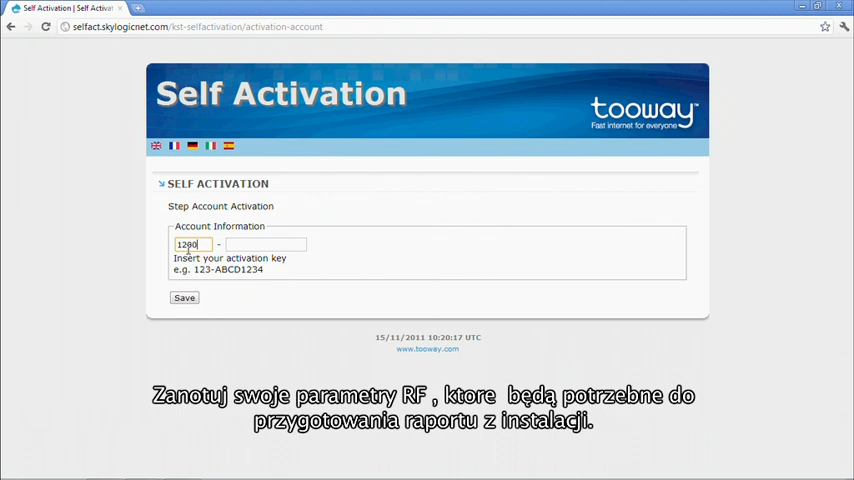 Self Activation | Self Activat
selfact.skylogicnet.com/kst-selfactivation/activation-account
Self Activation
tooway™
Fast internet for everyone
SELF ACTIVATION
Step Account Activation
Account Information
1290 -
Insert your activation key
e.g. 123-ABCD1234
Save
15/11/2011 10:20:17 UTC
www.tooway.com
Zanotuj swoje parametry RF , ktore będą potrzebne do
przygotowania raportu z instalacji.